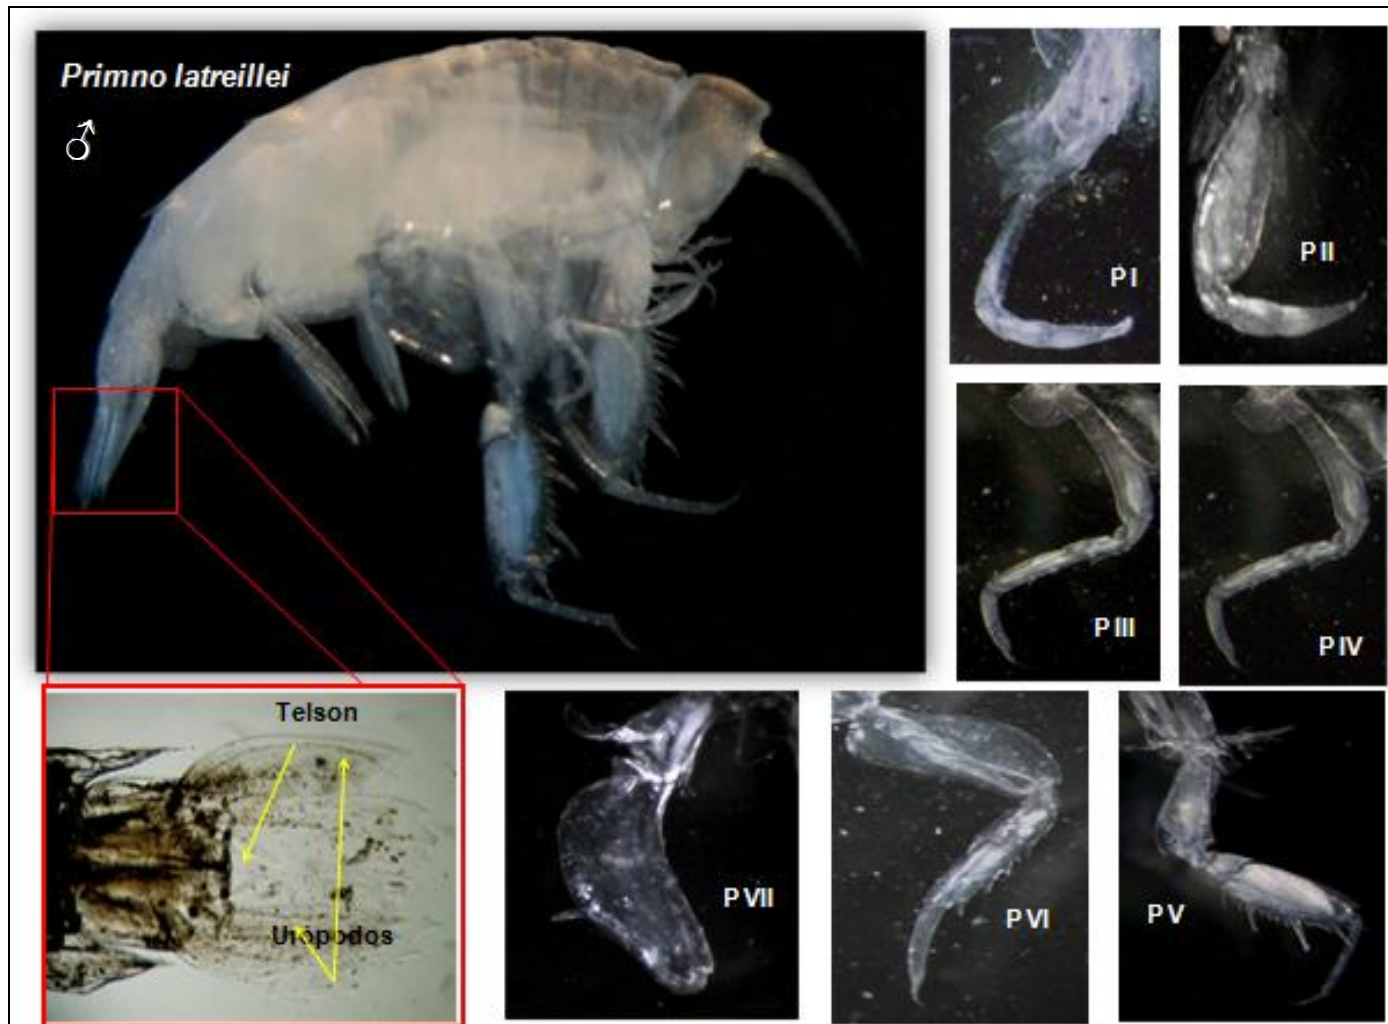 Primno latreillei
♂
PI
PII
PIII
PIV
Telson
Urópodos
PVII
PVI
PV